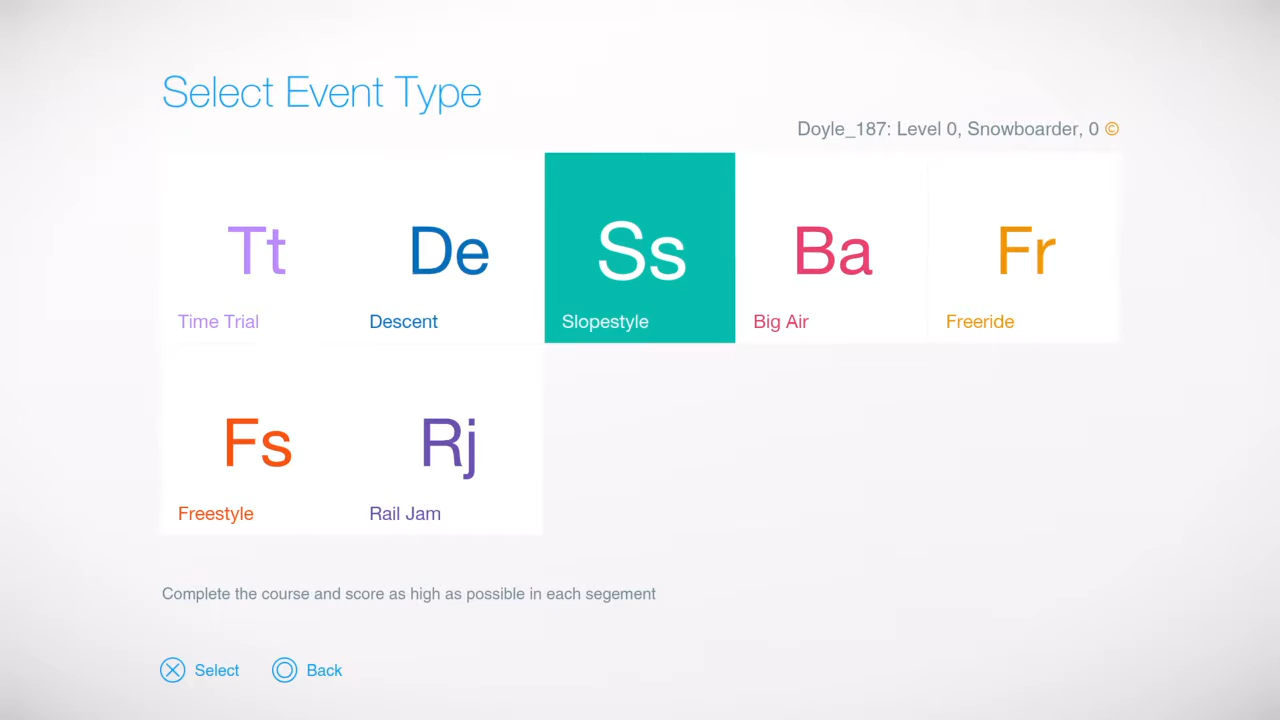 Select Event Type
Doyle_187: Level 0, Snowboarder, 0 ©
Tt De Ss Ba Fr
Time Trial Descent Slopestyle Big Air Freeride
Fs Rj
Freestyle Rail Jam
Complete the course and score as high as possible in each segement
Select Back